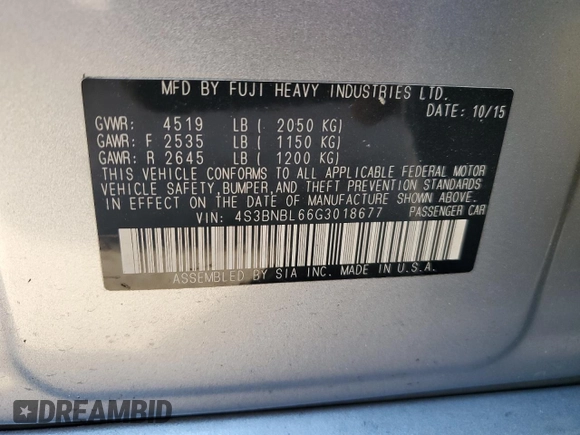 MFD BY FUJI HEAVY INDUSTRIES LTD.
DATE: 10/15
GVWR: 4519 LB ( 2050 KG)
GAWR: F 2535 LB ( 1150 KG)
GAWR: R 2645 LB ( 1200 KG)
THIS VEHICLE CONFORMS TO ALL APPLICABLE FEDERAL MOTOR
VEHICLE SAFETY,BUMPER,AND THEFT PREVENTION STANDARDS
IN EFFECT ON THE DATE OF MANUFACTURE SHOWN ABOVE.
VIN: 4S3BNBL66G3018677 PASSENGER CAR
ASSEMBLED BY SIA INC. MADE IN U.S.A.
DREAMBID